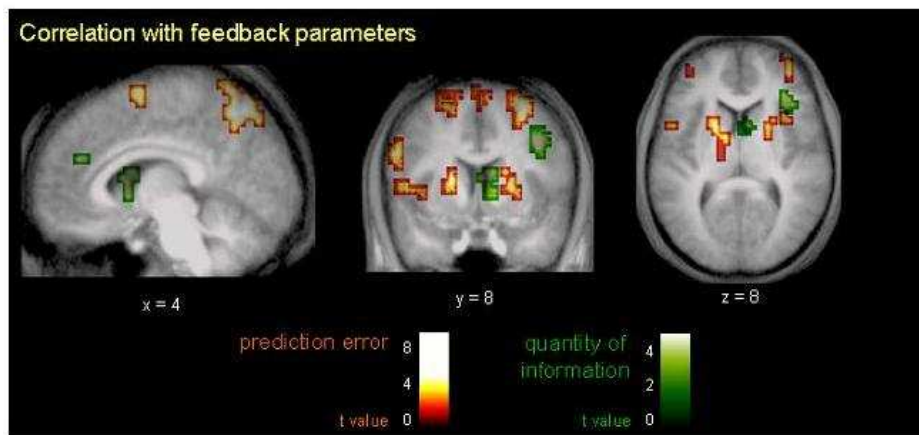 Correlation with feedback parameters
x = 4
y = 8
z = 8
prediction error
8
4
0
t value
quantity of
information
4
2
0
t value